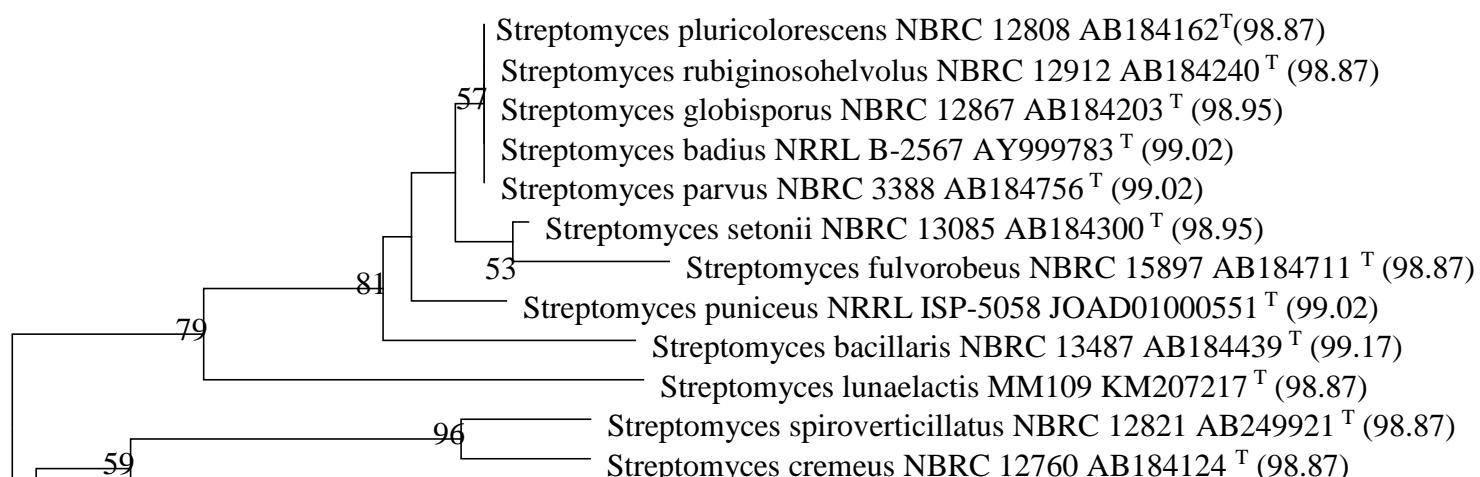 Streptomyces pluricolorescens NBRC 12808 AB184162T(98.87)
Streptomyces rubiginosohelvolus NBRC 12912 AB184240 T (98.87)
57
Streptomyces globisporus NBRC 12867 AB184203 T (98.95)
Streptomyces badius NRRL B-2567 AY999783 T (99.02)
Streptomyces parvus NBRC 3388 AB184756 T (99.02)
Streptomyces setonii NBRC 13085 AB184300 T (98.95)
53
Streptomyces fulvorobeus NBRC 15897 AB184711 T (98.87)
81
Streptomyces puniceus NRRL ISP-5058 JOAD01000551 T (99.02)
79
Streptomyces bacillaris NBRC 13487 AB184439 T (99.17)
Streptomyces lunaelactis MM109 KM207217 T (98.87)
Streptomyces spiroverticillatus NBRC 12821 AB249921 T (98.87)
96
59
Streptomyces cremeus NBRC 12760 AB184124 T (98.87)